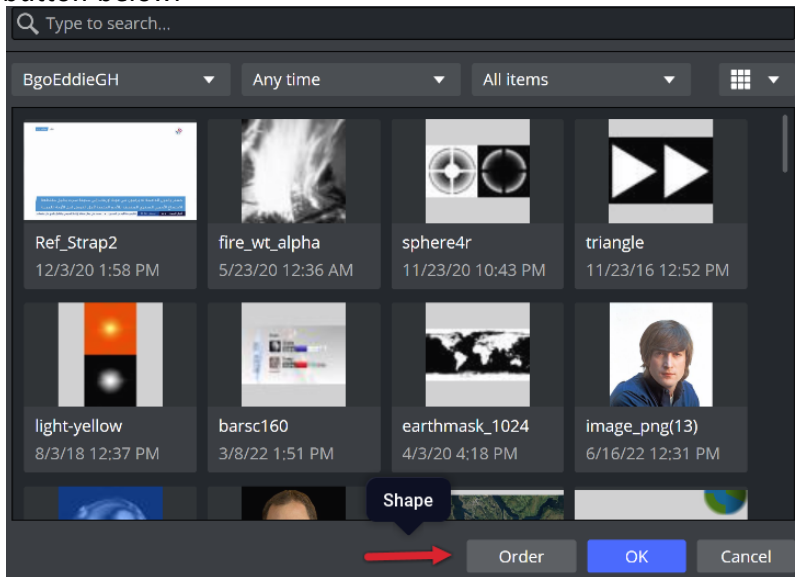 Type to search...
BgoEddieGH Any time All items
Ref_Strap2 fire_wt_alpha sphere4r triangle
12/3/20 1:58 PM 5/23/20 12:36 AM 11/23/20 10:43 PM 11/23/16 12:52 PM
light-yellow barsc160 earthmask_1024 image_png(13)
8/3/18 12:37 PM 3/8/22 1:51 PM 4/3/20 4:18 PM 6/16/22 12:31 PM
Shape
Order OK Cancel